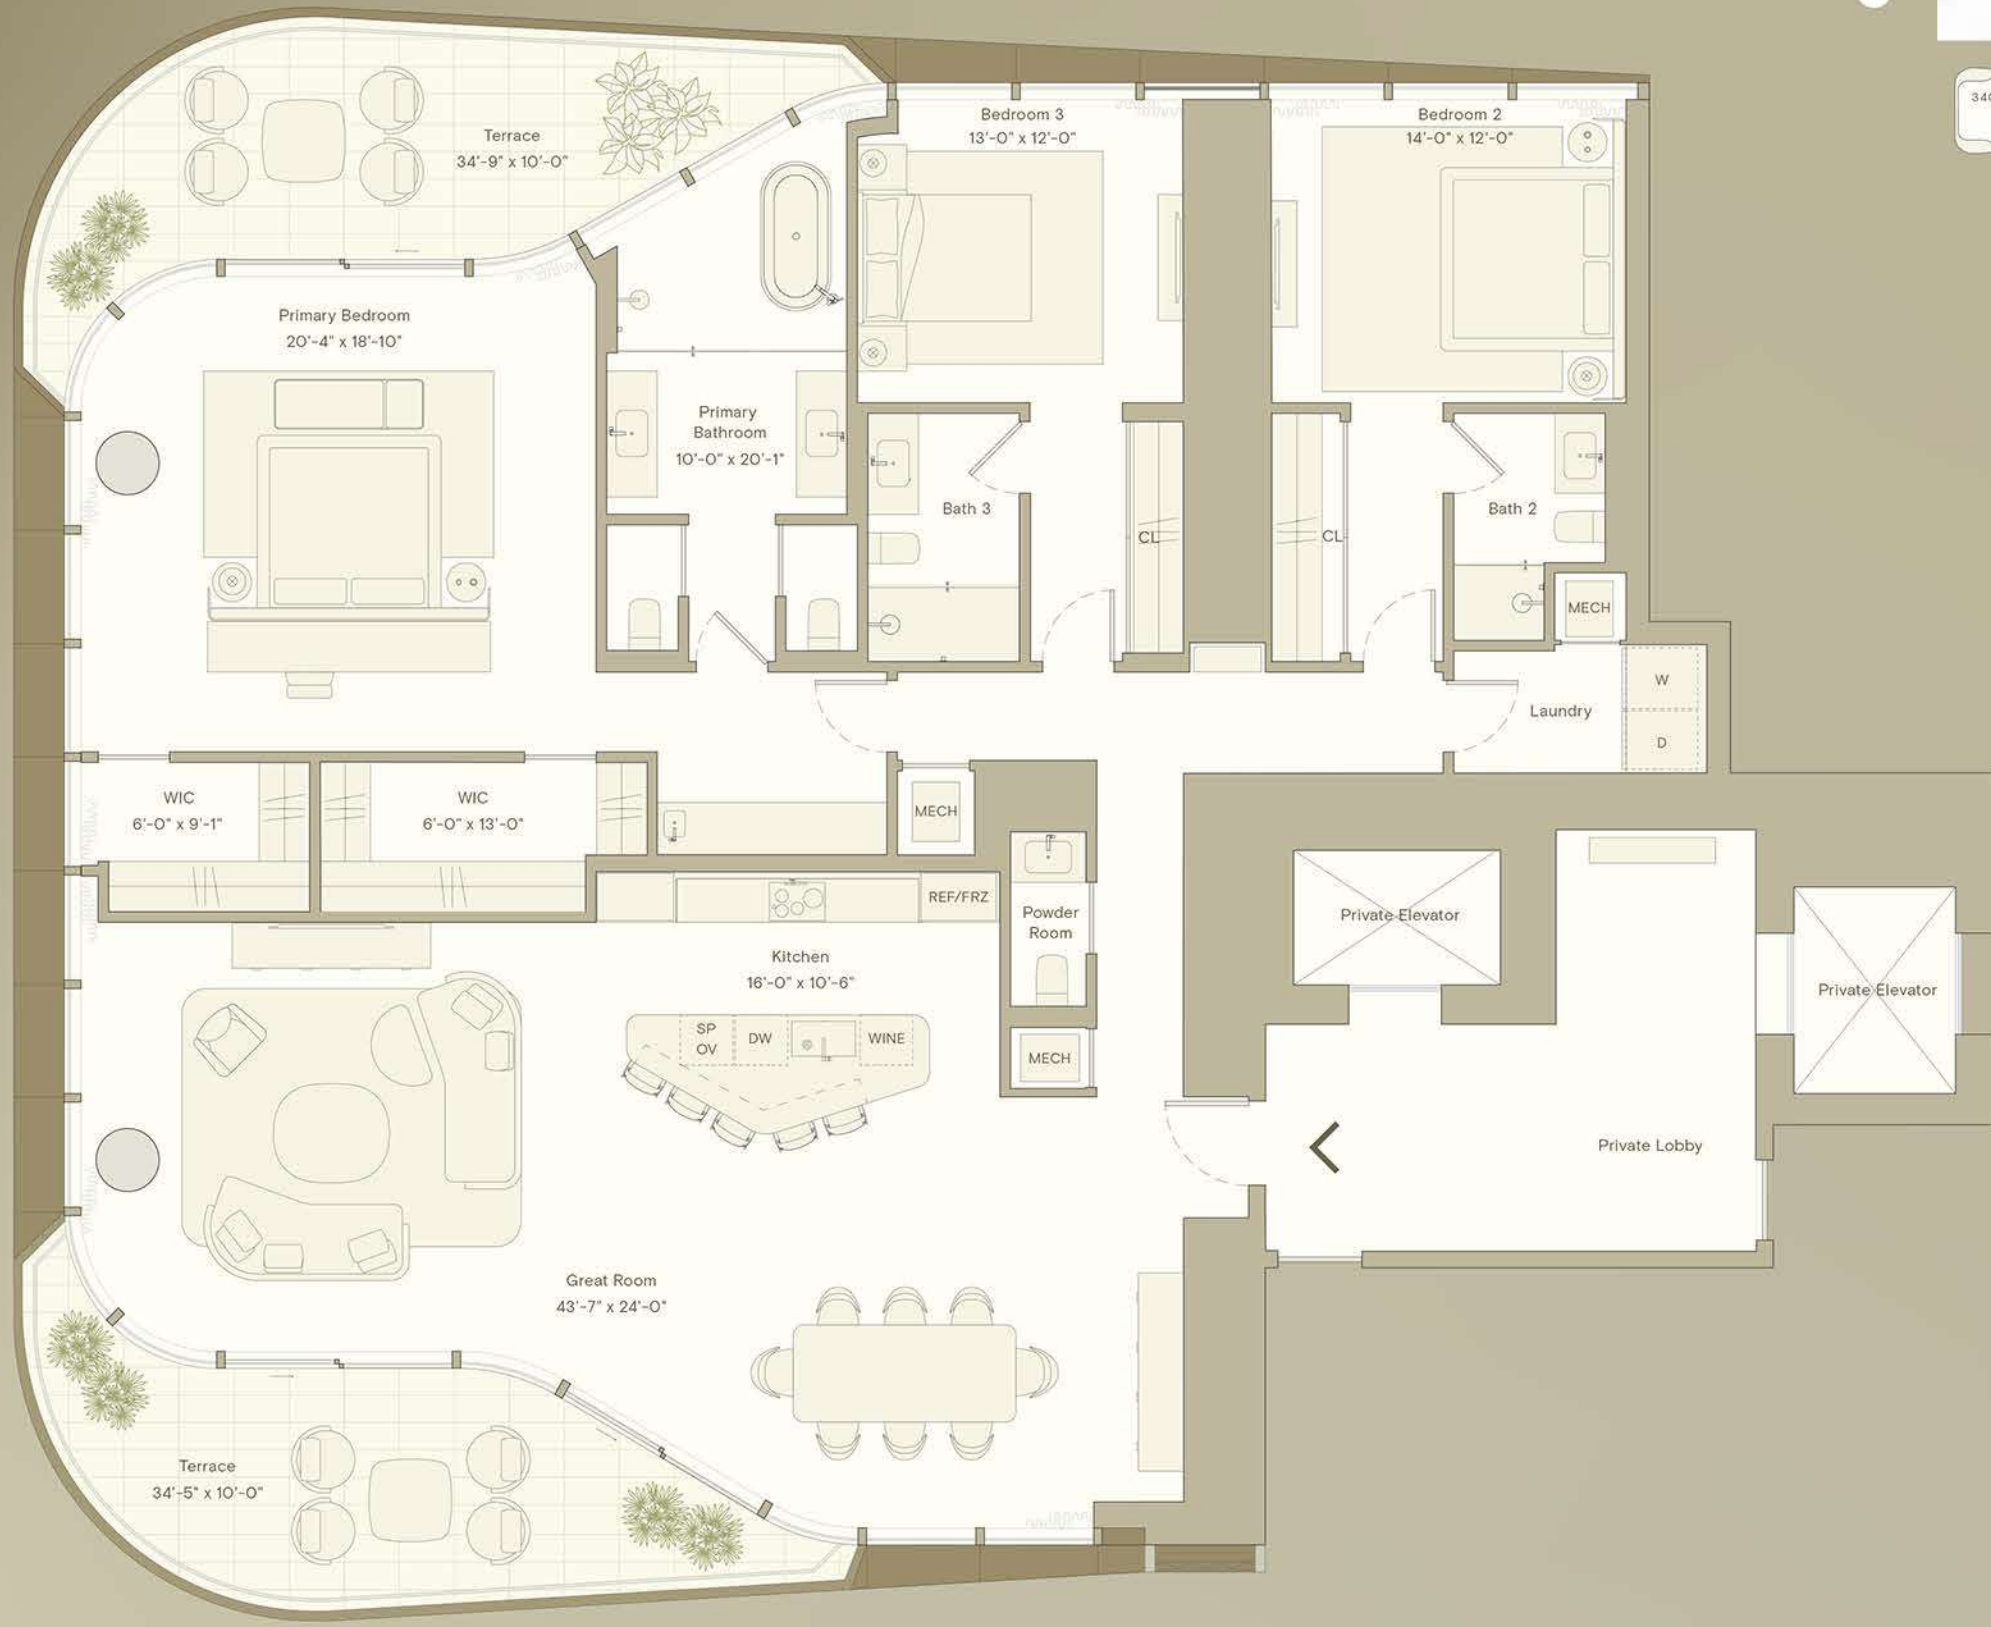 Terrace
34'-9" x 10'-0"
Bedroom 3
13'-0" x 12'-0"
Bedroom 2
14'-0" x 12'-0"
Primary Bedroom
20'-4" x 18'-10"
Primary
Bathroom
10'-0" x 20'-1"
Bath 3
CL
CL
Bath 2
MECH
Laundry
W
D
WIC
6'-0" x 9'-1"
WIC
6'-0" x 13'-0"
MECH
REF/FRZ
Powder
Room
Kitchen
16'-0" x 10'-6"
SP
OV
DW
WINE
MECH
Private Elevator
Private Elevator
Private Lobby
Great Room
43'-7" x 24'-0"
Terrace
34'-5" x 10'-0"